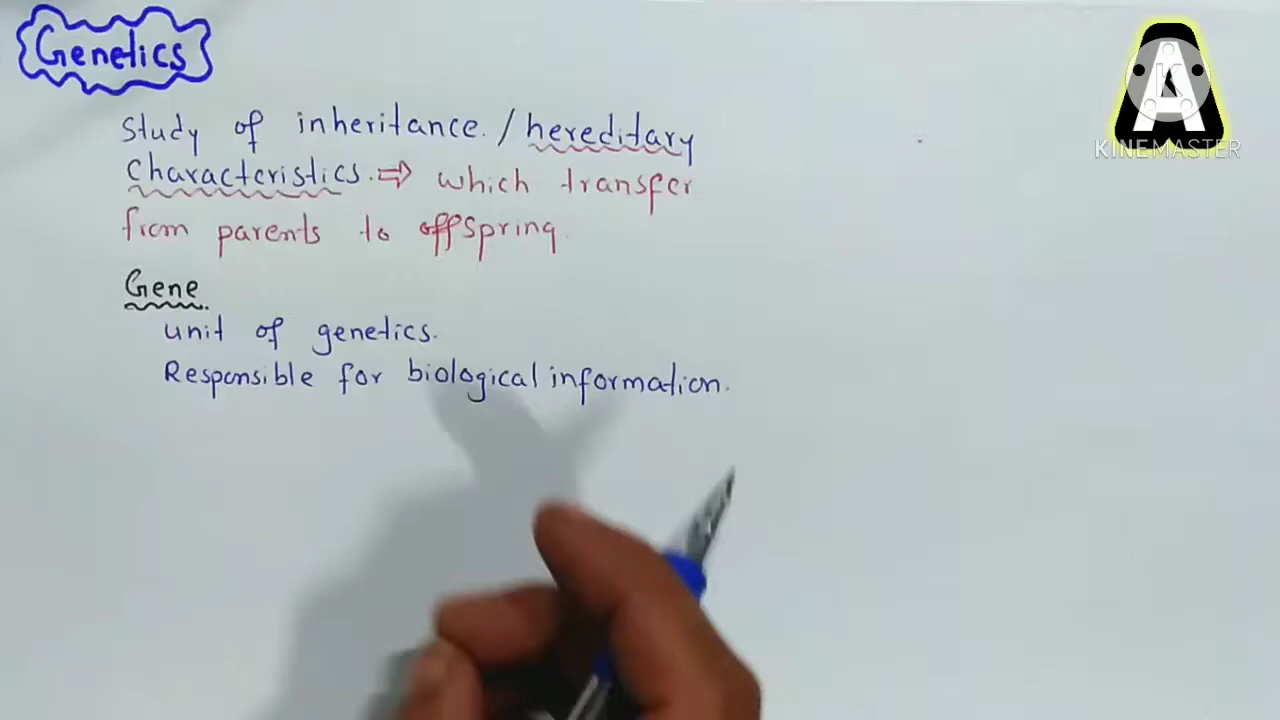 Genetics
Study of inheritance. / hereditary
Characteristics. ⇒ which transfer
from parents to offspring.
Gene
unit of genetics.
Responsible for biological information.
A
K
KINEMASTER